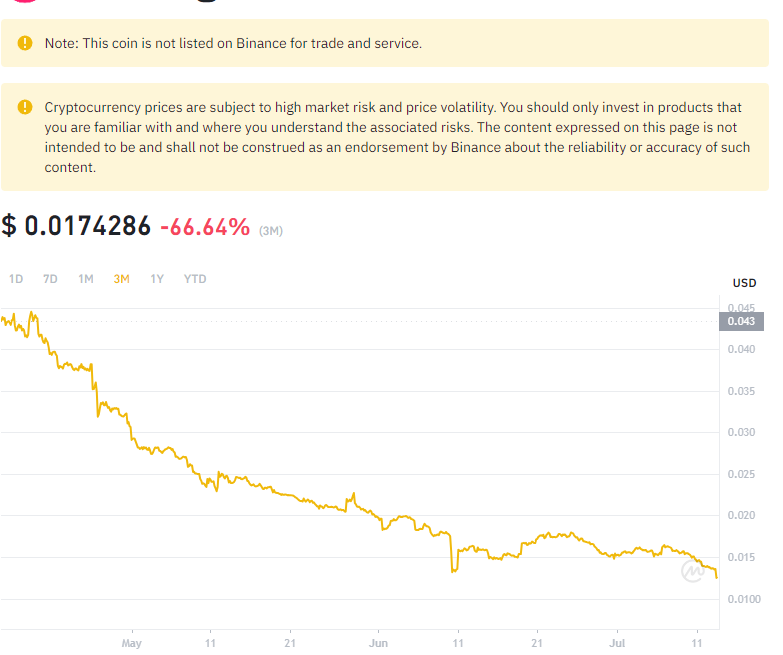 Note: This coin is not listed on Binance for trade and service.
Cryptocurrency prices are subject to high market risk and price volatility. You should only invest in products that
you are familiar with and where you understand the associated risks. The content expressed on this page is not
intended to be and shall not be construed as an endorsement by Binance about the reliability or accuracy of such
content.
$ 0.0174286 -66.64% (3M)
1D 7D 1M 3M 1Y YTD
USD
0.045
0.043
0.040
0.035
0.030
0.025
0.020
0.015
0.0100
May 11 21 Jun 11 21 Jul 11